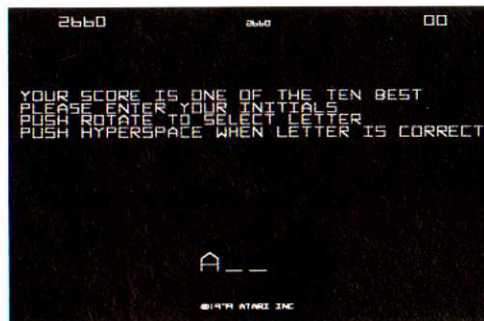 2660 2660 00
YOUR SCORE IS ONE OF THE TEN BEST
PLEASE ENTER YOUR INITIALS
PUSH ROTATE TO SELECT LETTER
PUSH HYPERSPACE WHEN LETTER IS CORRECT
A_ _
©1979 ATARI INC